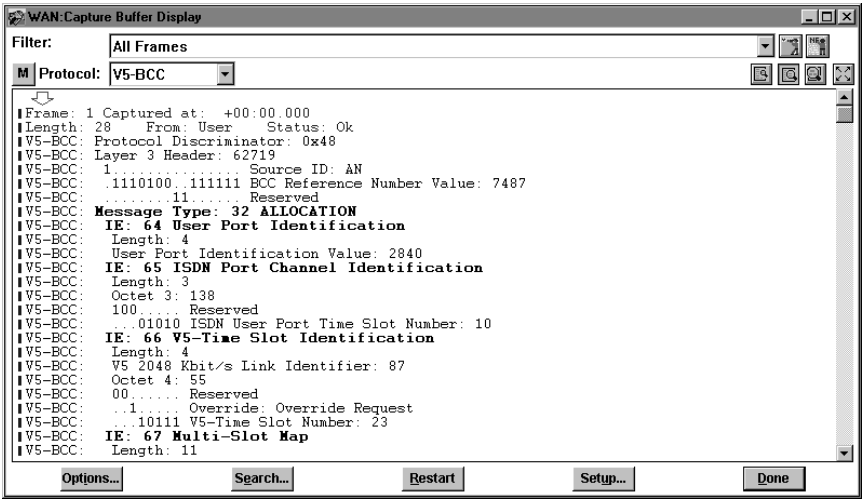 WAN:Capture Buffer Display
Filter: All Frames
M Protocol: V5-BCC
Frame: 1 Captured at: +00:00.000
Length: 28 From: User Status: Ok
V5-BCC: Protocol Discriminator: 0x48
V5-BCC: Layer 3 Header: 62719
V5-BCC: 1............... Source ID: AN
V5-BCC: .1110100..111111 BCC Reference Number Value: 7487
V5-BCC: ........11...... Reserved
V5-BCC: Message Type: 32 ALLOCATION
V5-BCC: IE: 64 User Port Identification
V5-BCC: Length: 4
V5-BCC: User Port Identification Value: 2840
V5-BCC: IE: 65 ISDN Port Channel Identification
V5-BCC: Length: 3
V5-BCC: Octet 3: 138
V5-BCC: 100..... Reserved
V5-BCC: ...01010 ISDN User Port Time Slot Number: 10
V5-BCC: IE: 66 V5-Time Slot Identification
V5-BCC: Length: 4
V5-BCC: V5 2048 Kbit/s Link Identifier: 87
V5-BCC: Octet 4: 55
V5-BCC: 00...... Reserved
V5-BCC: ..1..... Override: Override Request
V5-BCC: ...10111 V5-Time Slot Number: 23
V5-BCC: IE: 67 Multi-Slot Map
V5-BCC: Length: 11
Options... Search... Restart Setup... Done